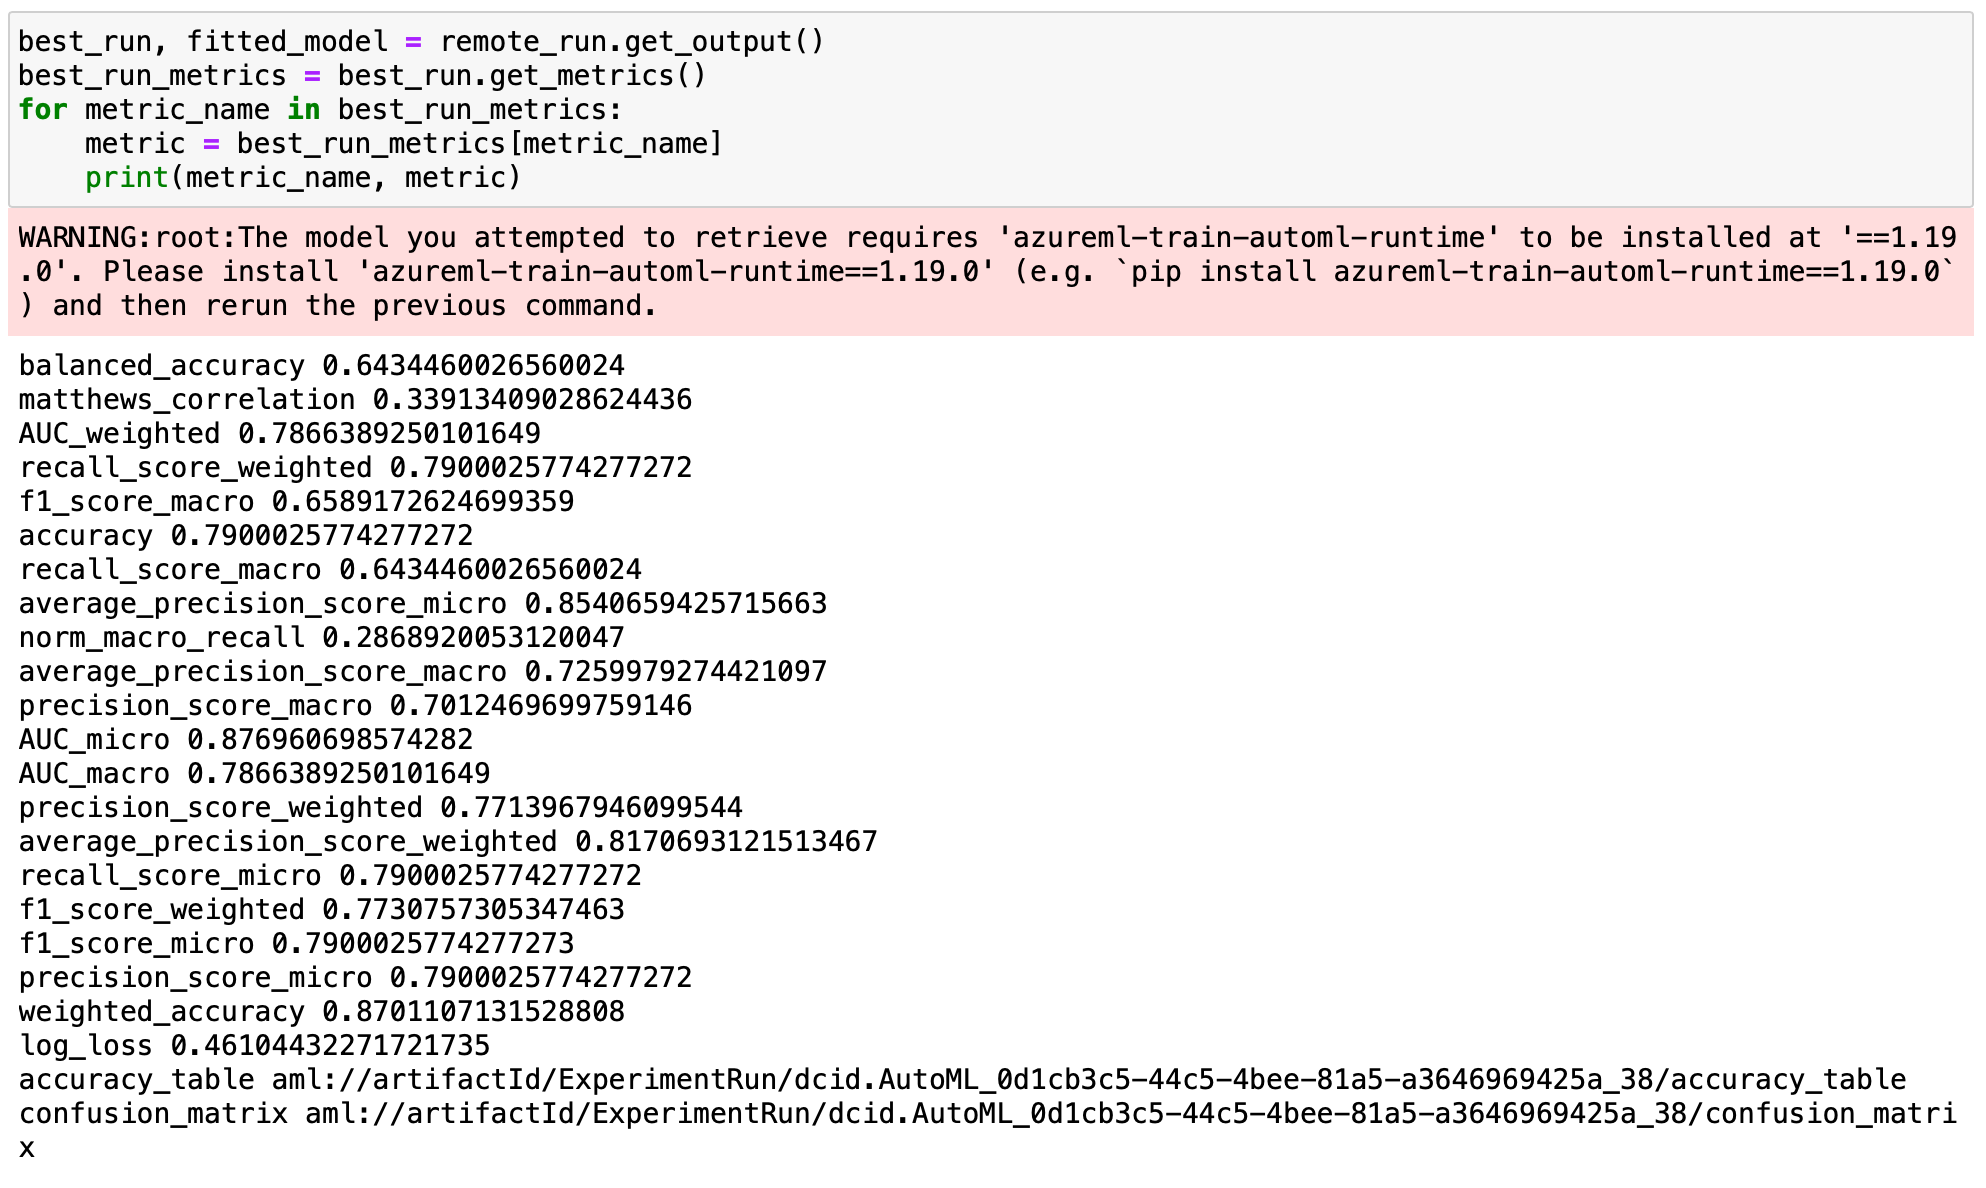 best_run, fitted_model = remote_run.get_output()
best_run_metrics = best_run.get_metrics()
for metric_name in best_run_metrics:
    metric = best_run_metrics[metric_name]
    print(metric_name, metric)
WARNING:root:The model you attempted to retrieve requires 'azureml-train-automl-runtime' to be installed at '==1.19
.0'. Please install 'azureml-train-automl-runtime==1.19.0' (e.g. `pip install azureml-train-automl-runtime==1.19.0`
) and then rerun the previous command.
balanced_accuracy 0.6434460026560024
matthews_correlation 0.33913409028624436
AUC_weighted 0.7866389250101649
recall_score_weighted 0.7900025774277272
f1_score_macro 0.6589172624699359
accuracy 0.7900025774277272
recall_score_macro 0.6434460026560024
average_precision_score_micro 0.8540659425715663
norm_macro_recall 0.2868920053120047
average_precision_score_macro 0.7259979274421097
precision_score_macro 0.7012469699759146
AUC_micro 0.876960698574282
AUC_macro 0.7866389250101649
precision_score_weighted 0.7713967946099544
average_precision_score_weighted 0.8170693121513467
recall_score_micro 0.7900025774277272
f1_score_weighted 0.7730757305347463
f1_score_micro 0.7900025774277273
precision_score_micro 0.7900025774277272
weighted_accuracy 0.8701107131528808
log_loss 0.46104432271721735
accuracy_table aml://artifactId/ExperimentRun/dcid.AutoML_0d1cb3c5-44c5-4bee-81a5-a3646969425a_38/accuracy_table
confusion_matrix aml://artifactId/ExperimentRun/dcid.AutoML_0d1cb3c5-44c5-4bee-81a5-a3646969425a_38/confusion_matri
x